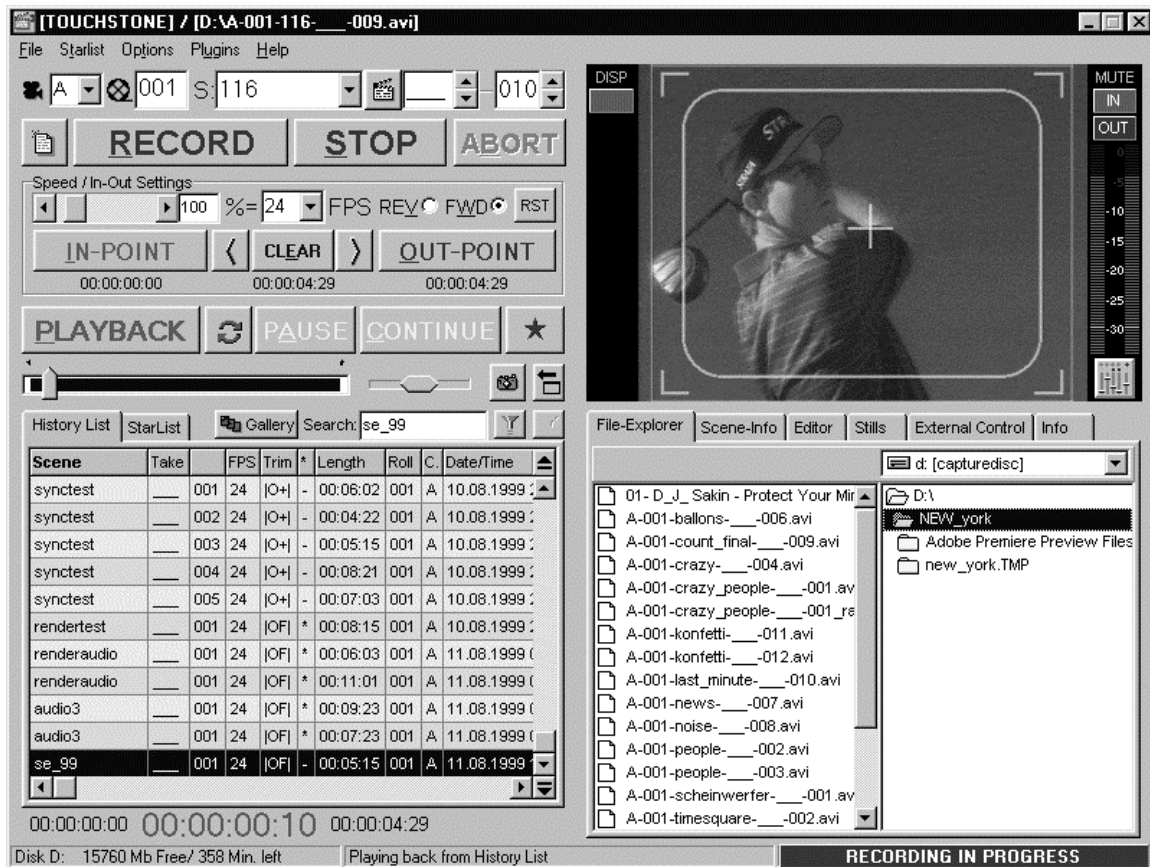 [TOUCHSTONE] / [D:\A-001-116-___-009.avi]
File Starlist Options Plugins Help
A 001 S: 116 ___ 010
RECORD STOP ABORT
Speed / In-Out Settings
100 %= 24 FPS REV FWD RST
IN-POINT CLEAR OUT-POINT
00:00:00:00 00:00:04:29 00:00:04:29
PLAYBACK PAUSE CONTINUE
DISP
MUTE
IN
OUT
0
-5
-10
-15
-20
-25
-30
History List StarList Gallery Search: se_99
Scene Take FPS Trim * Length Roll C. Date/Time
synctest ___ 001 24 |O+| - 00:06:02 001 A 10.08.1999 2
synctest ___ 002 24 |O+| - 00:04:22 001 A 10.08.1999 2
synctest ___ 003 24 |O+| - 00:05:15 001 A 10.08.1999 2
synctest ___ 004 24 |O+| - 00:08:21 001 A 10.08.1999 2
synctest ___ 005 24 |O+| - 00:07:03 001 A 10.08.1999 2
rendertest ___ 001 24 |OF| * 00:08:15 001 A 10.08.1999 2
renderaudio ___ 001 24 |OF| * 00:06:03 001 A 11.08.1999 0
renderaudio ___ 001 24 |OF| * 00:11:01 001 A 11.08.1999 0
audio3 ___ 001 24 |OF| * 00:09:23 001 A 11.08.1999 0
audio3 ___ 001 24 |OF| * 00:07:23 001 A 11.08.1999 0
se_99 ___ 001 24 |OF| - 00:05:15 001 A 11.08.1999
00:00:00:00 00:00:00:10 00:00:04:29
File-Explorer Scene-Info Editor Stills External Control Info
d: [capturedisc]
01- D_J_ Sakin - Protect Your Mir
A-001-ballons-___-006.avi
A-001-count_final-___-009.avi
A-001-crazy-___-004.avi
A-001-crazy_people-___-001.av
A-001-crazy_people-___-001_ra
A-001-konfetti-___-011.avi
A-001-konfetti-___-012.avi
A-001-last_minute-___-010.avi
A-001-news-___-007.avi
A-001-noise-___-008.avi
A-001-people-___-002.avi
A-001-people-___-003.avi
A-001-scheinwerfer-___-001.av
A-001-timesquare-___-002.avi
D:\
NEW_york
Adobe Premiere Preview Files
new_york.TMP
Disk D: 15760 Mb Free/ 358 Min. left Playing back from History List RECORDING IN PROGRESS